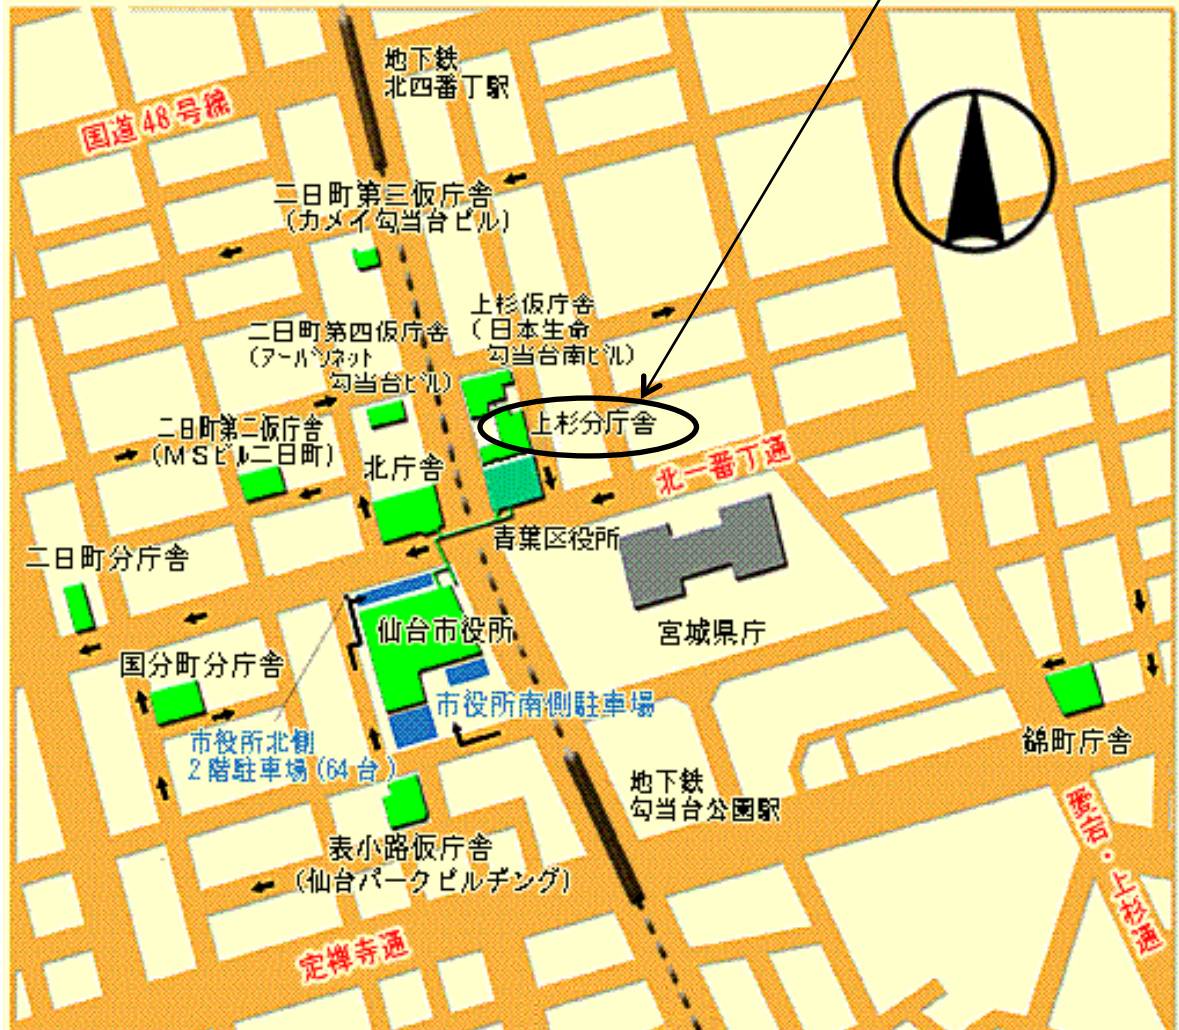 地下鉄
北四番丁駅
国道48号線
二日町第三仮庁舎
(カメイ勾当台ビル)
上杉仮庁舎
(日本生命
勾当台南ビル)
二日町第四仮庁舎
(アーバンネット
勾当台ビル)
上杉分庁舎
二日町第二仮庁舎
(MSビル二日町)
北庁舎
北一番丁通
青葉区役所
二日町分庁舎
仙台市役所
宮城県庁
国分町分庁舎
市役所南側駐車場
市役所北側
2階駐車場(64台)
錦町庁舎
地下鉄
勾当台公園駅
愛宕・上杉通
表小路仮庁舎
(仙台パークビルヂング)
定禅寺通